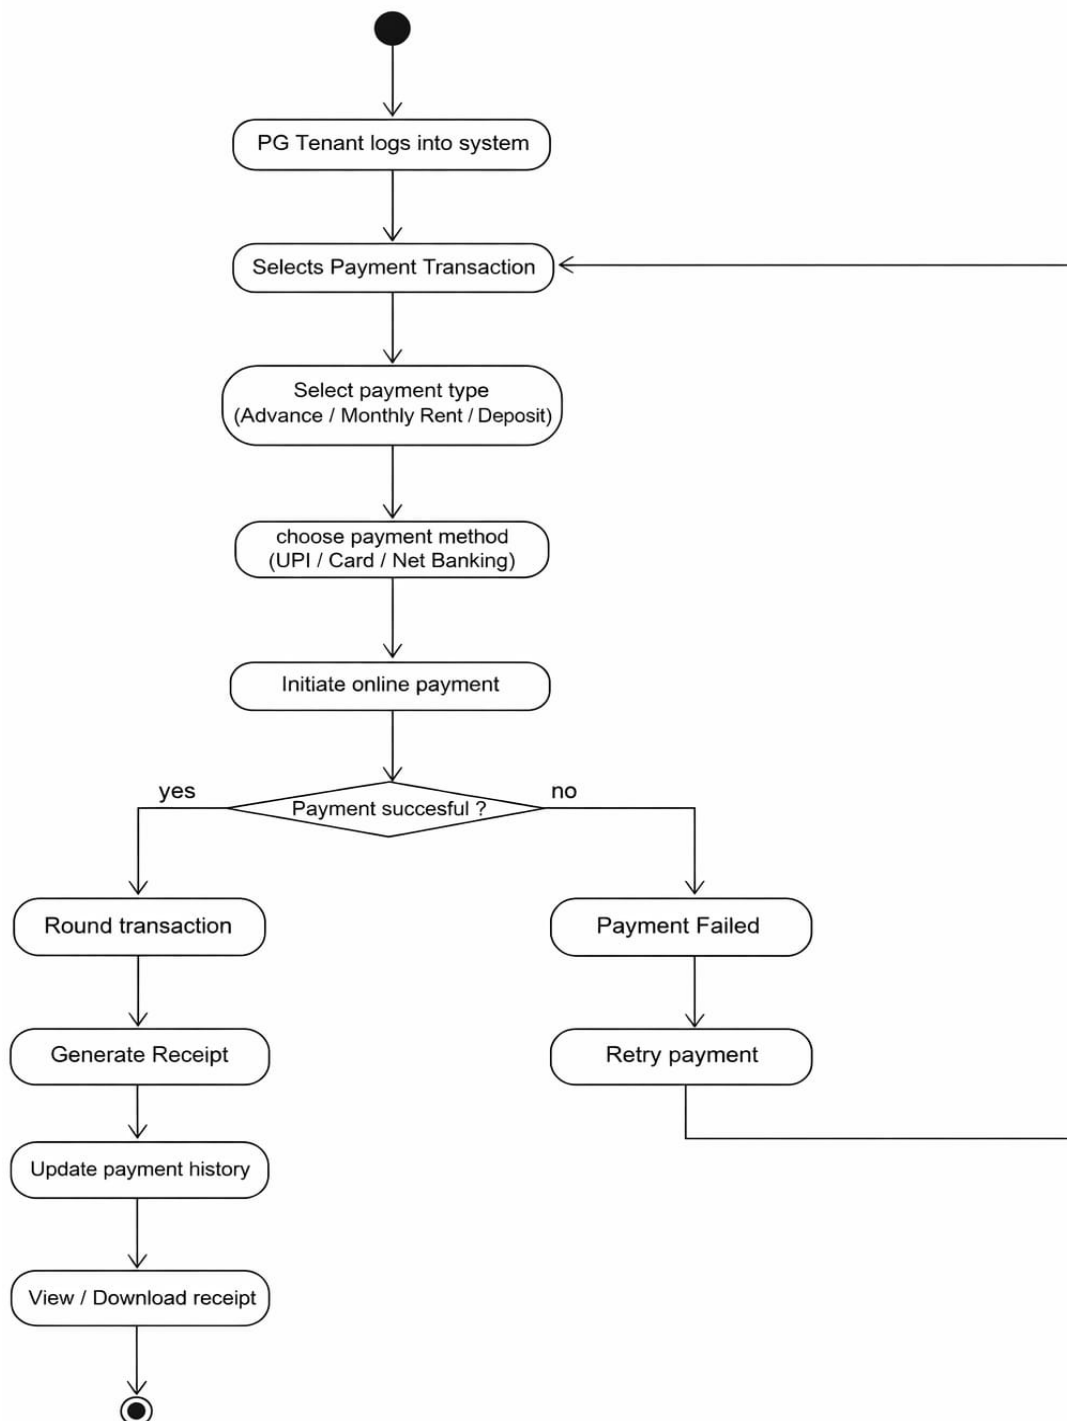 PG Tenant logs into system
Selects Payment Transaction
Select payment type
(Advance / Monthly Rent / Deposit)
choose payment method
(UPI / Card / Net Banking)
Initiate online payment
yes
Payment succesful ?
no
Round transaction
Payment Failed
Generate Receipt
Retry payment
Update payment history
View / Download receipt